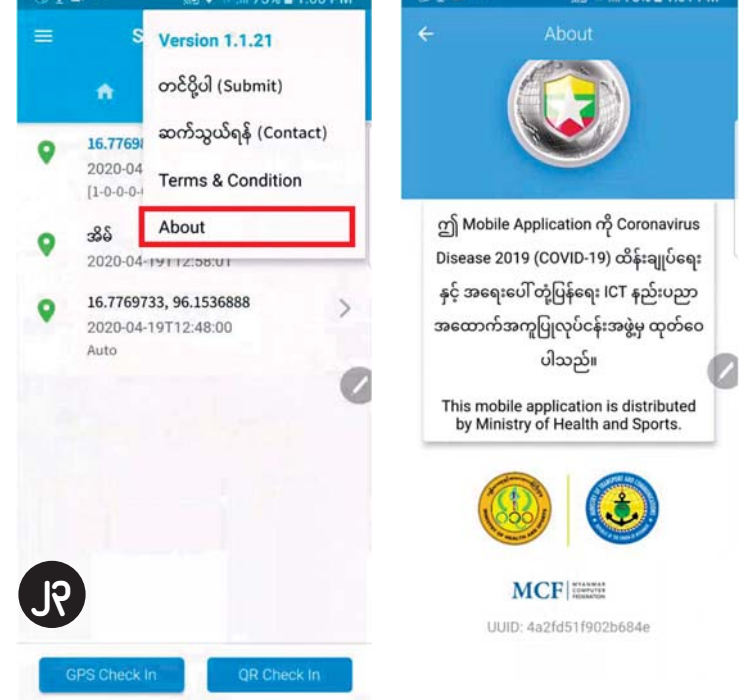 Version 1.1.21
တင်ပို့ပါ (Submit)
ဆက်သွယ်ရန် (Contact)
Terms & Condition
About
16.7769
2020-04
[1-0-0-
အိမ်
2020-04-19T12:58:01
16.7769733, 96.1536888
2020-04-19T12:48:00
Auto
JR
GPS Check In
QR Check In
About
ဤ Mobile Application ကို Coronavirus
Disease 2019 (COVID-19) ထိန်းချုပ်ရေး
နှင့် အရေးပေါ် တုံ့ပြန်ရေး ICT နည်းပညာ
အထောက်အကူပြုလုပ်ငန်းအဖွဲ့မှ ထုတ်ဝေ
ပါသည်။
This mobile application is distributed
by Ministry of Health and Sports.
MCF
MYANMAR
COMPUTER
FEDERATION
UUID: 4a2fd51f902b684e